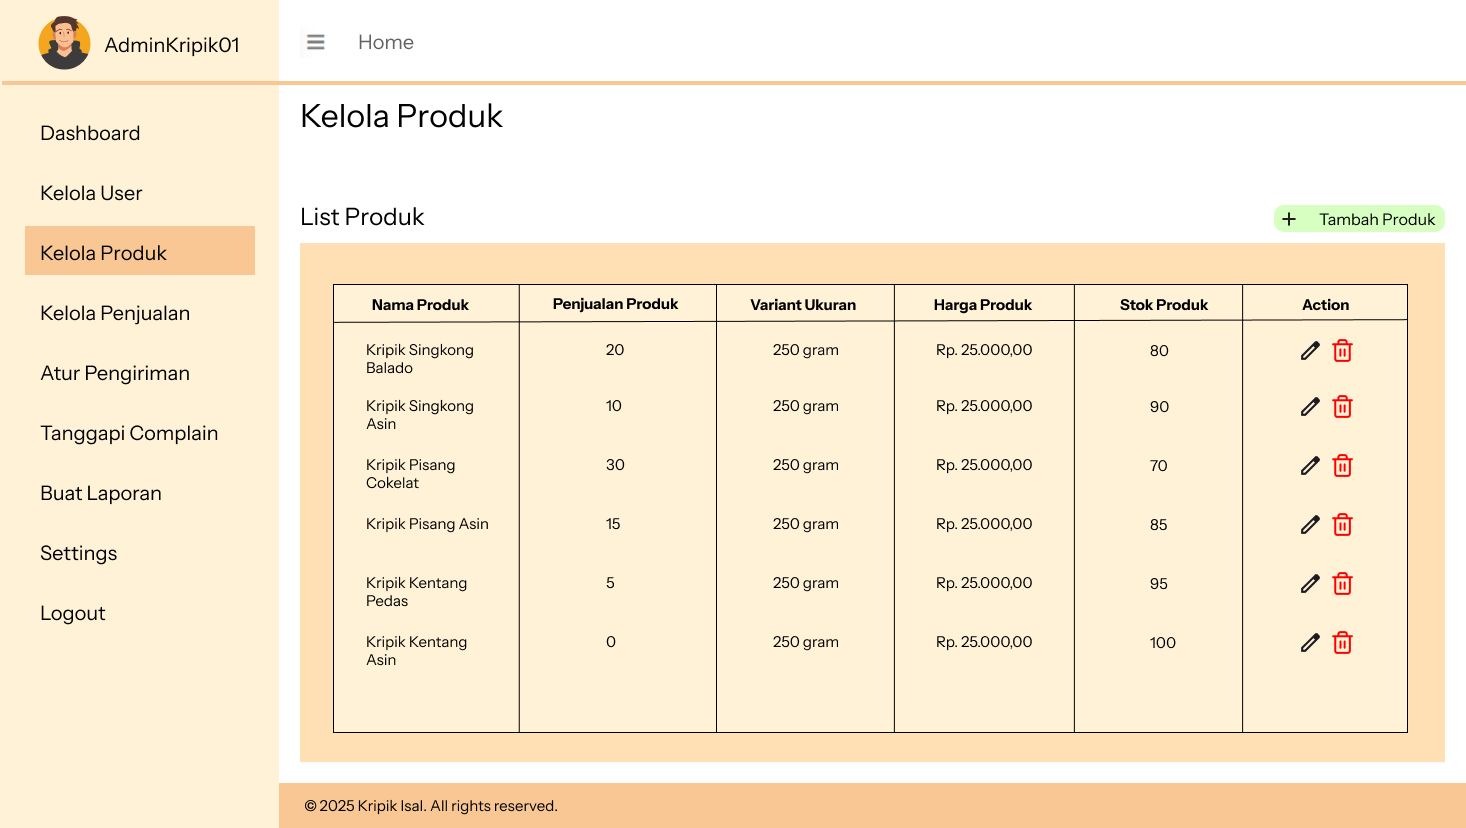 AdminKripik01
Home
Dashboard
Kelola User
Kelola Produk
Kelola Penjualan
Atur Pengiriman
Tanggapi Complain
Buat Laporan
Settings
Logout
Kelola Produk
List Produk
+ Tambah Produk
Nama Produk Penjualan Produk Variant Ukuran Harga Produk Stok Produk Action
Kripik Singkong 20 250 gram Rp. 25.000,00 80
Balado
Kripik Singkong 10 250 gram Rp. 25.000,00 90
Asin
Kripik Pisang 30 250 gram Rp. 25.000,00 70
Cokelat
Kripik Pisang Asin 15 250 gram Rp. 25.000,00 85
Kripik Kentang 5 250 gram Rp. 25.000,00 95
Pedas
Kripik Kentang 0 250 gram Rp. 25.000,00 100
Asin
© 2025 Kripik Isal. All rights reserved.